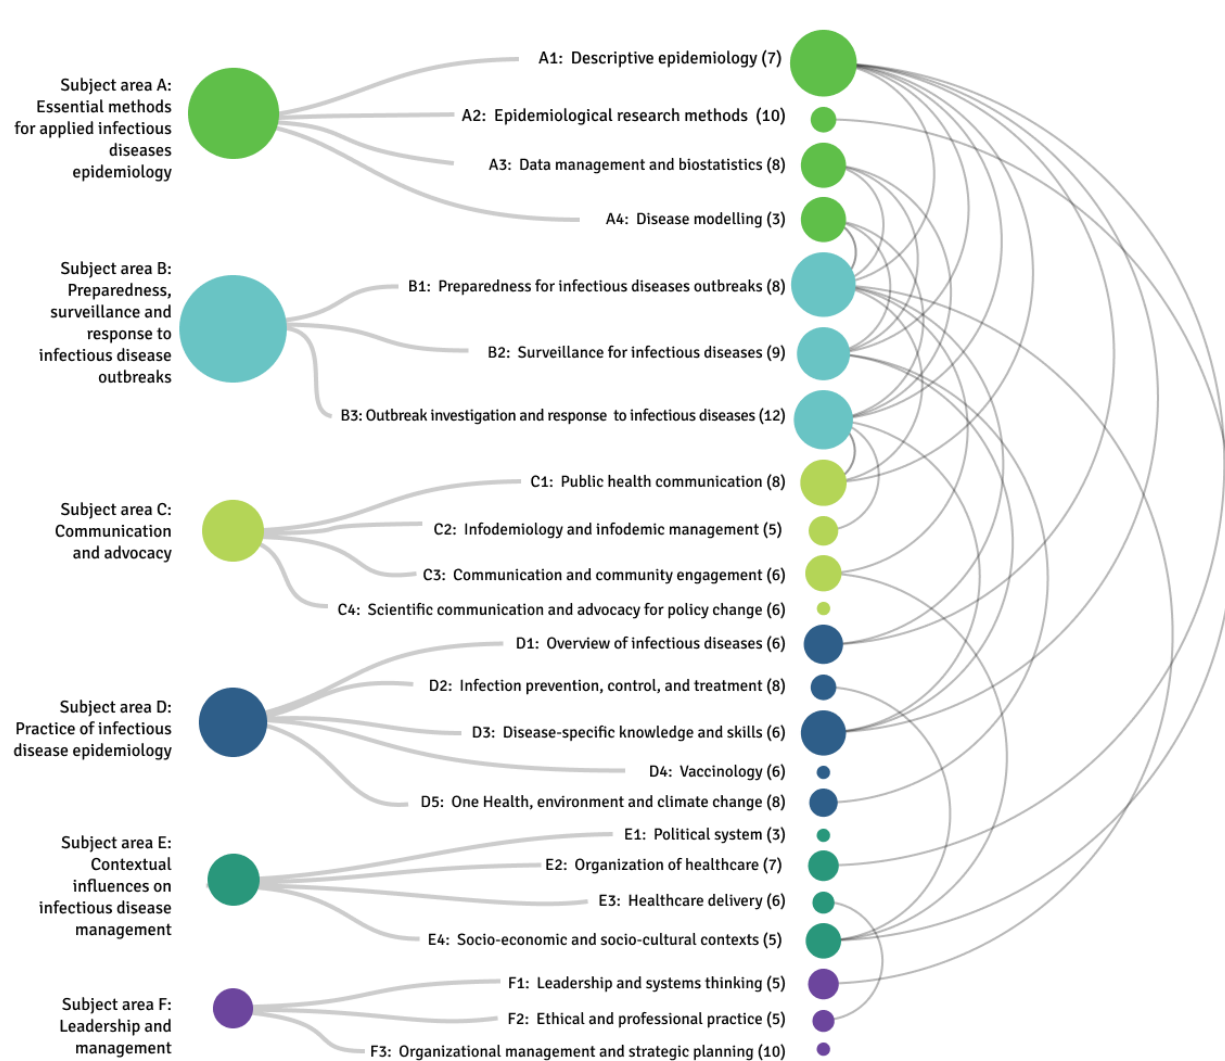 Subject area A:
Essential methods
for applied infectious
diseases
epidemiology
A1: Descriptive epidemiology (7)
A2: Epidemiological research methods (10)
A3: Data management and biostatistics (8)
A4: Disease modelling (3)
Subject area B:
Preparedness,
surveillance and
response to
infectious disease
outbreaks
B1: Preparedness for infectious diseases outbreaks (8)
B2: Surveillance for infectious diseases (9)
B3: Outbreak investigation and response to infectious diseases (12)
Subject area C:
Communication
and advocacy
C1: Public health communication (8)
C2: Infodemiology and infodemic management (5)
C3: Communication and community engagement (6)
C4: Scientific communication and advocacy for policy change (6)
Subject area D:
Practice of infectious
disease epidemiology
D1: Overview of infectious diseases (6)
D2: Infection prevention, control, and treatment (8)
D3: Disease-specific knowledge and skills (6)
D4: Vaccinology (6)
D5: One Health, environment and climate change (8)
Subject area E:
Contextual
influences on
infectious disease
management
E1: Political system (3)
E2: Organization of healthcare (7)
E3: Healthcare delivery (6)
E4: Socio-economic and socio-cultural contexts (5)
Subject area F:
Leadership and
management
F1: Leadership and systems thinking (5)
F2: Ethical and professional practice (5)
F3: Organizational management and strategic planning (10)